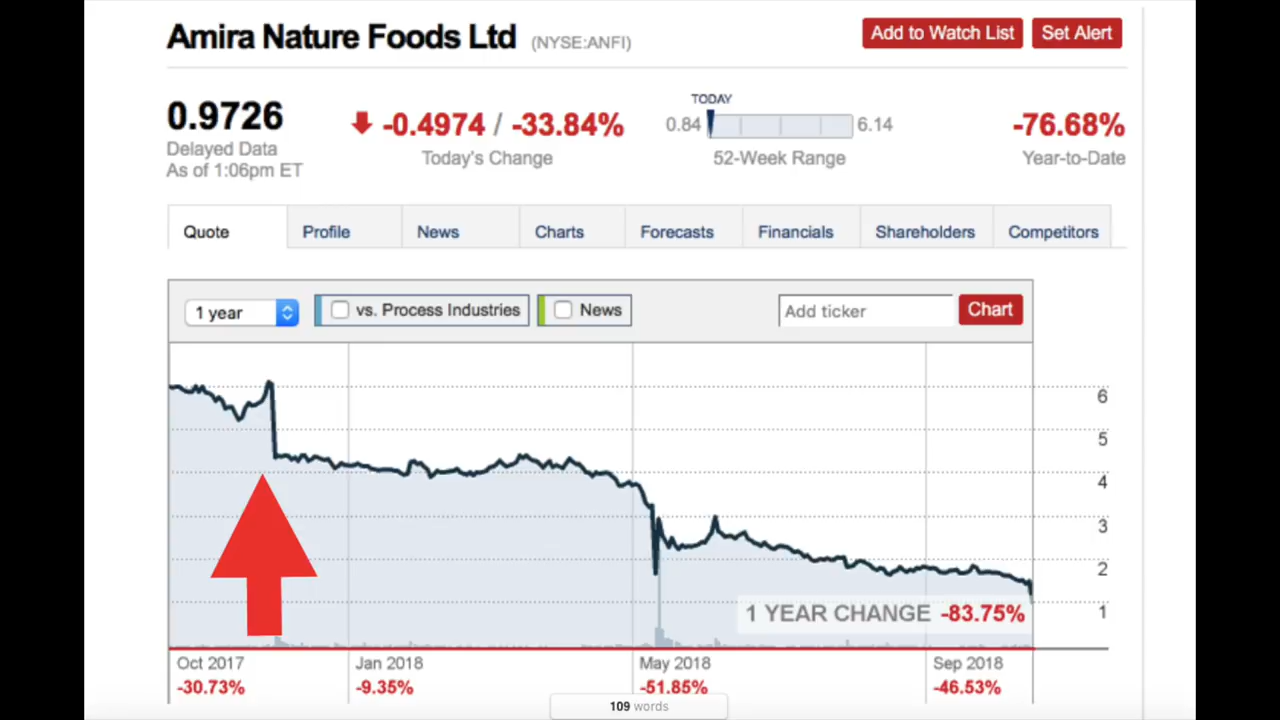 Amira Nature Foods Ltd (NYSE:ANFI) Add to Watch List Set Alert
TODAY
0.9726 -0.4974 / -33.84% 0.84 6.14 -76.68%
Delayed Data Today's Change 52-Week Range Year-to-Date
As of 1:06pm ET
Quote Profile News Charts Forecasts Financials Shareholders Competitors
1 year vs. Process Industries News Add ticker Chart
6
5
4
3
2
1 YEAR CHANGE -83.75% 1
Oct 2017 Jan 2018 May 2018 Sep 2018
-30.73% -9.35% -51.85% -46.53%
109 words